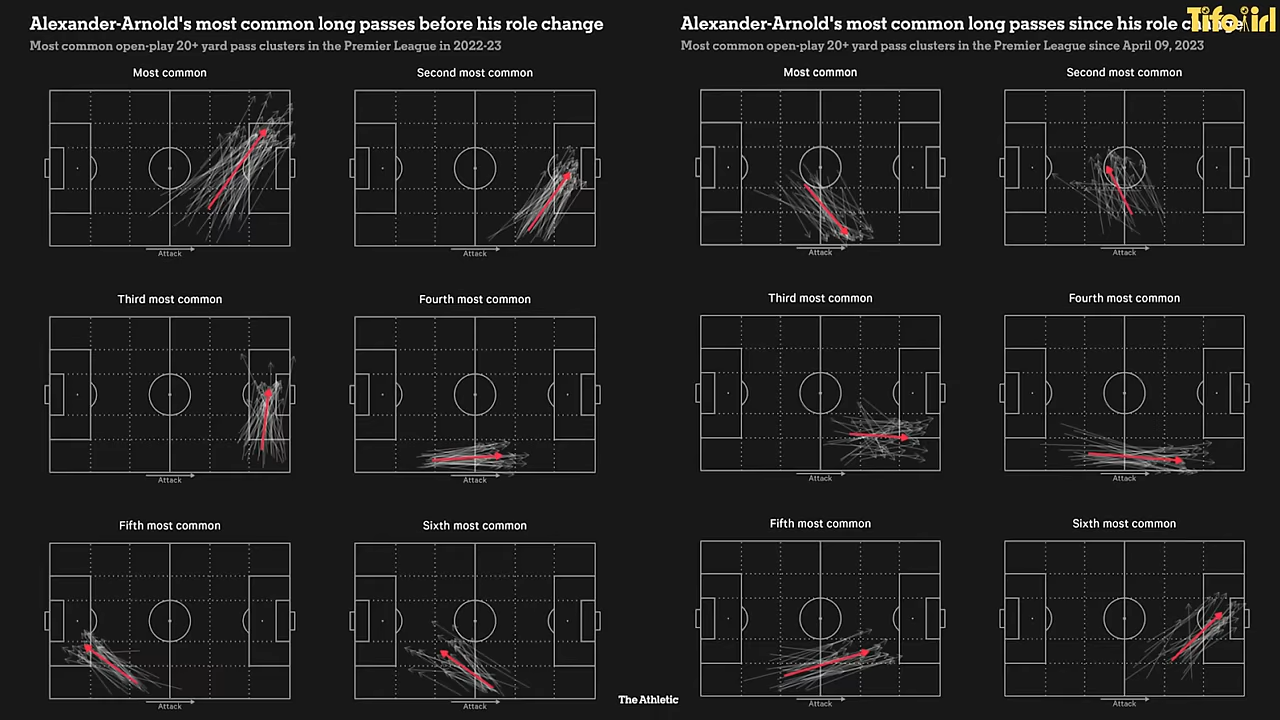 Alexander-Arnold's most common long passes before his role change
Most common open-play 20+ yard pass clusters in the Premier League in 2022-23
Most common
Second most common
Attack
Attack
Third most common
Fourth most common
Attack
Attack
Fifth most common
Sixth most common
Attack
Attack
The Athletic
Alexander-Arnold's most common long passes since his role
Tifo irl
Most common open-play 20+ yard pass clusters in the Premier League since April 09, 2023
Most common
Second most common
Attack
Attack
Third most common
Fourth most common
Attack
Attack
Fifth most common
Sixth most common
Attack
Attack